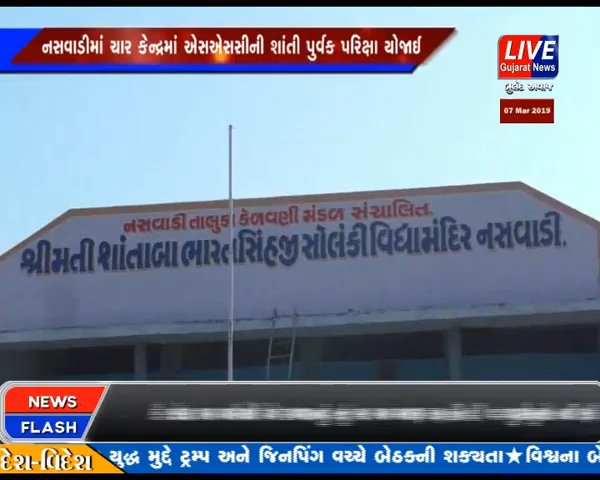 નસવાડીમાં ચાર કેન્દ્રમાં એસએસસીની શાંતી પુર્વક પરિક્ષા યોજાઈ
LIVE
Gujarat News
બુલંદ અવાજ
07 Mar 2019
નસવાડી તાલુકા કેળવણી મંડળ સંચાલિત.
શ્રીમતી શાંતાબા ભારતસિંહજી સોલંકી વિદ્યામંદિર નસવાડી.
NEWS
FLASH
દેશ-વિદેશ
યુદ્ધ મુદ્દે ટ્રમ્પ અને જિનપિંગ વચ્ચે બેઠકની શક્યતા★વિશ્વના